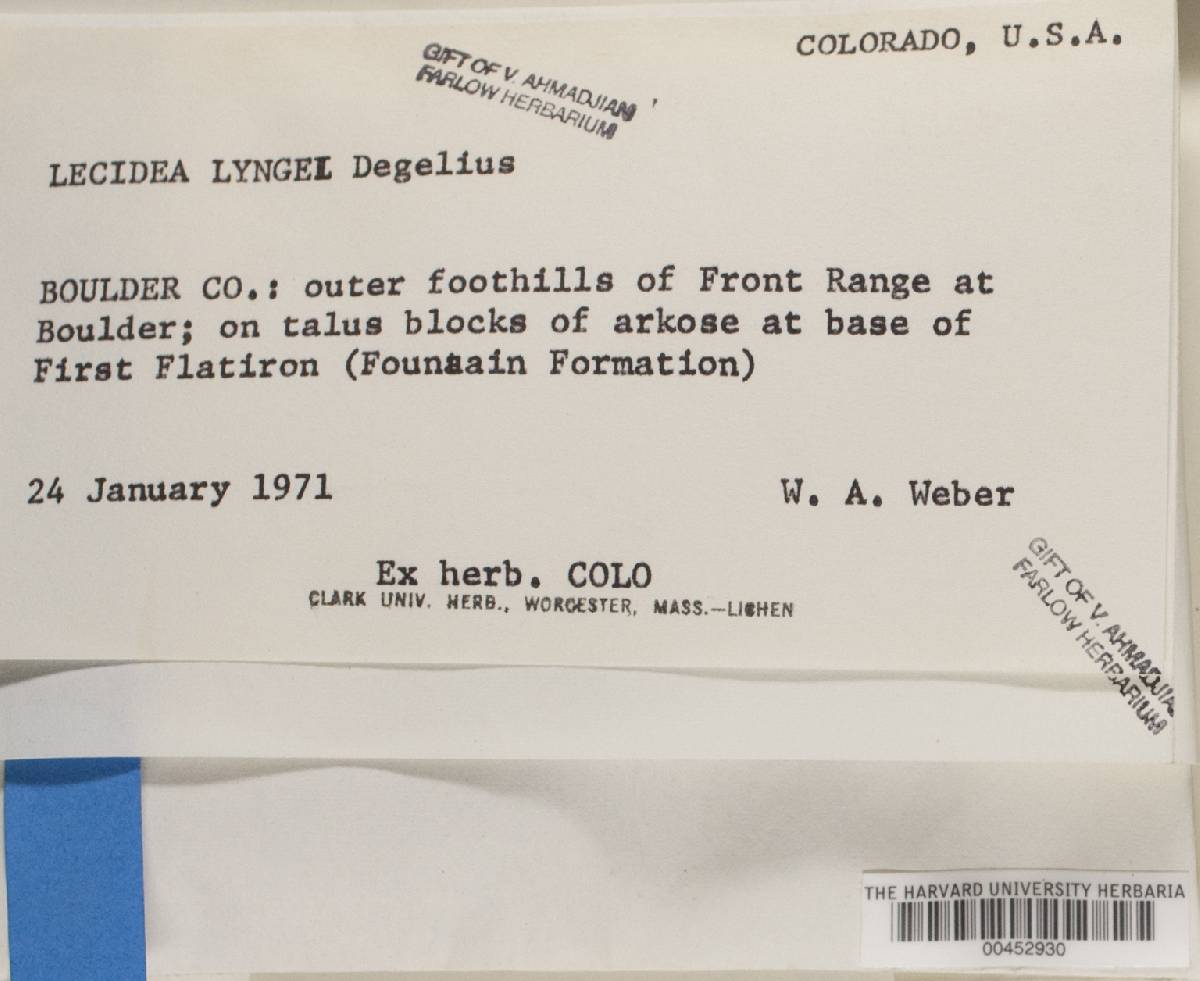 COLORADO, U.S.A.
GIFT OF V. AHMADJIAN
FARLOW HERBARIUM
LECIDEA LYNGEI Degelius
BOULDER CO.: outer foothills of Front Range at
Boulder; on talus blocks of arkose at base of
First Flatiron (Fountain Formation)
24 January 1971
W. A. Weber
Ex herb. COLO
CLARK UNIV. HERB., WORCESTER, MASS.—LICHEN
GIFT OF V. AHMADJIA
FARLOW HERBARIUM
THE HARVARD UNIVERSITY HERBARIA
00452930